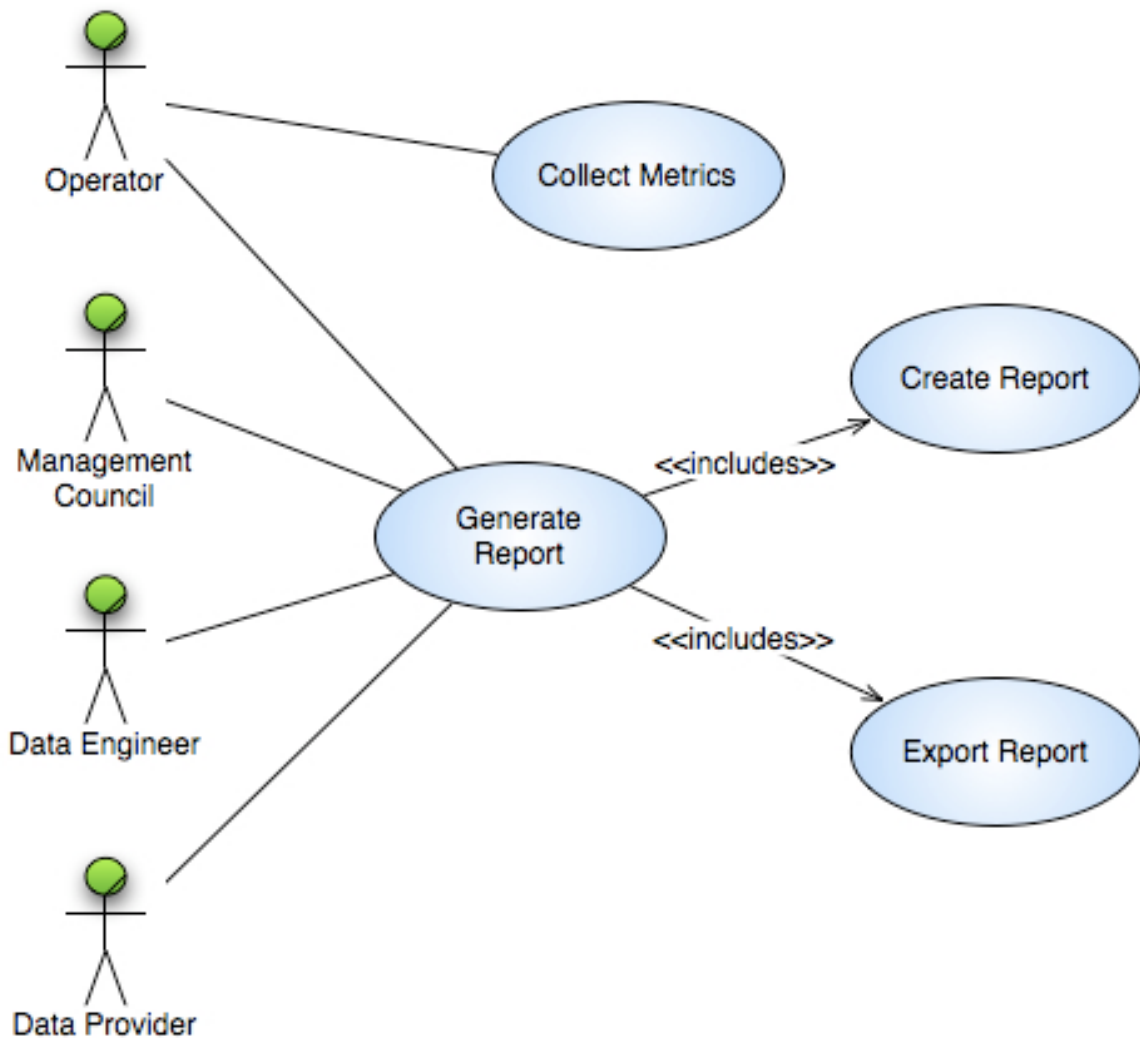 Operator
Collect Metrics
Management
Council
Create Report
<<includes>>
Generate
Report
<<includes>>
Data Engineer
Export Report
Data Provider